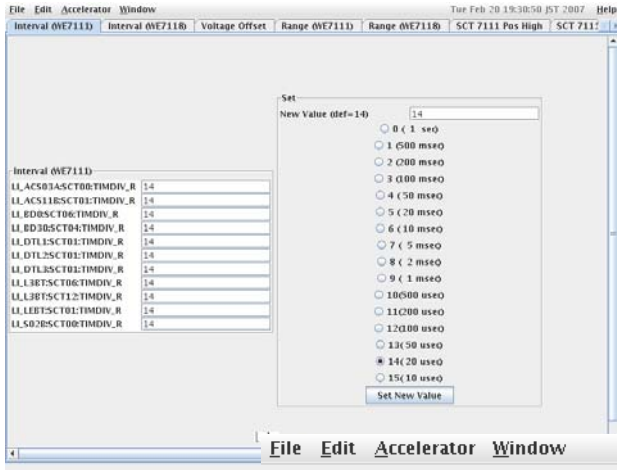 File Edit Accelerator Window Tue Feb 20 19:30:50 JST 2007 Help
Interval (WE7111) Interval (WE7118) Voltage Offset Range (WE7111) Range (WE7118) SCT 7111 Pos High SCT 711
Set
New Value (def=14) 14
0 ( 1 sec)
1 (500 msec)
2 (200 msec)
3 (100 msec)
4 ( 50 msec)
5 ( 20 msec)
6 ( 10 msec)
7 ( 5 msec)
8 ( 2 msec)
9 ( 1 msec)
10(500 usec)
11(200 usec)
12(100 usec)
13( 50 usec)
14( 20 usec)
15( 10 usec)
Set New Value
Interval (WE7111)
LI_ACS03A:SCT00:TIMDIV_R 14
LI_ACS11B:SCT01:TIMDIV_R 14
LI_BD0:SCT06:TIMDIV_R 14
LI_BD30:SCT04:TIMDIV_R 14
LI_DTL1:SCT01:TIMDIV_R 14
LI_DTL2:SCT01:TIMDIV_R 14
LI_DTL3:SCT01:TIMDIV_R 14
LI_L3BT:SCT06:TIMDIV_R 14
LI_L3BT:SCT12:TIMDIV_R 14
LI_LEBT:SCT01:TIMDIV_R 14
LI_S02B:SCT00:TIMDIV_R 14
File Edit Accelerator Window